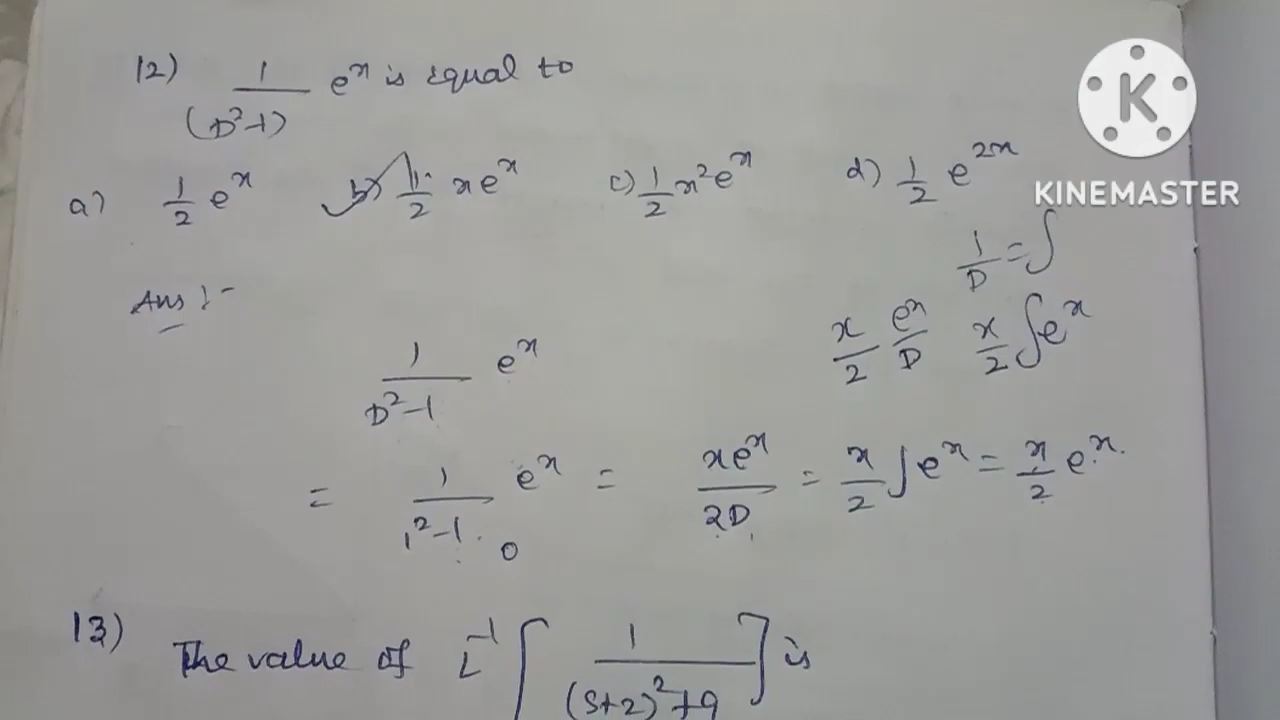 12) 1/(D²-1) eˣ is equal to
K
KINEMASTER
a) 1/2 eˣ b) 1/2 xeˣ c) 1/2 x²eˣ d) 1/2 e²ˣ
1/D = ∫
Ans :-
x/2 eˣ/D x/2 ∫eˣ
1/(D²-1) eˣ
= 1/(1²-1) eˣ = xeˣ/2D = x/2 ∫eˣ = x/2 eˣ.
0
13) The value of L⁻¹ [ 1/((s+2)²+9) ] is